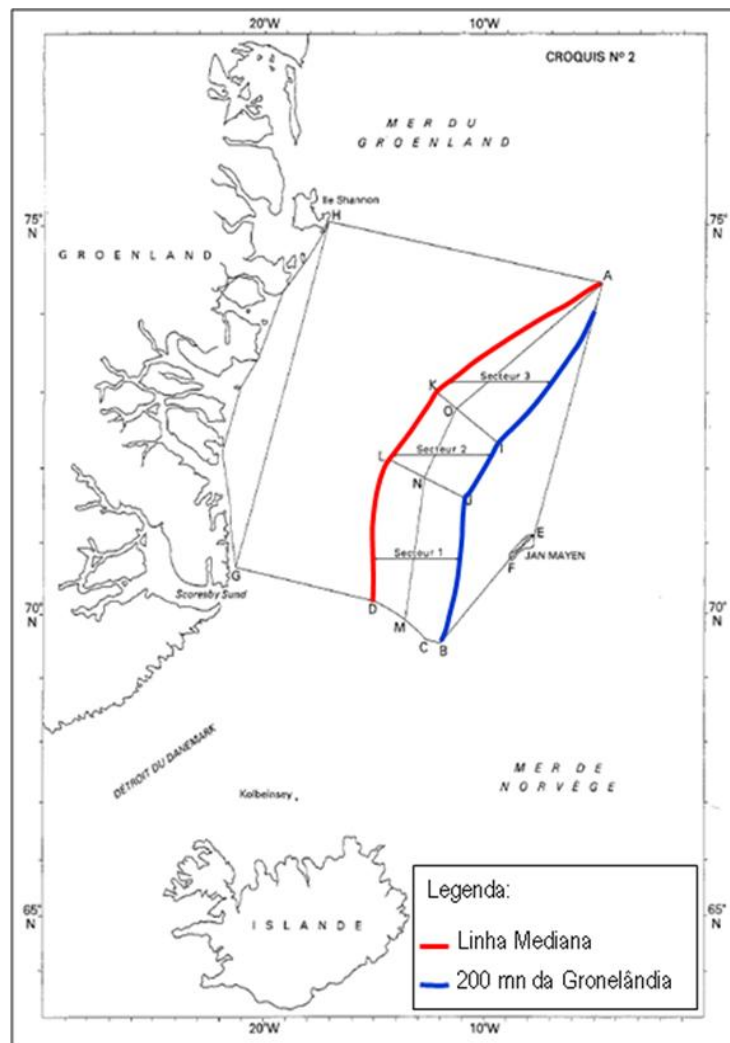 20°W
10°W
CROQUIS Nº 2
MER DU
GROENLAND
75°
N
Ile Shannon
H
75°
N
GROENLAND
A
K
Secteur 3
O
I
L
Secteur 2
N
J
E
Secteur 1
F
JAN MAYEN
G
Scoresby Sund
D
70°
N
M
70°
N
C
B
DÉTROIT DU DANEMARK
MER DE
NORVÈGE
Kolbeinsey
65°
N
ISLANDE
65°
N
Legenda:
Linha Mediana
200 mn da Gronelândia
20°W
10°W